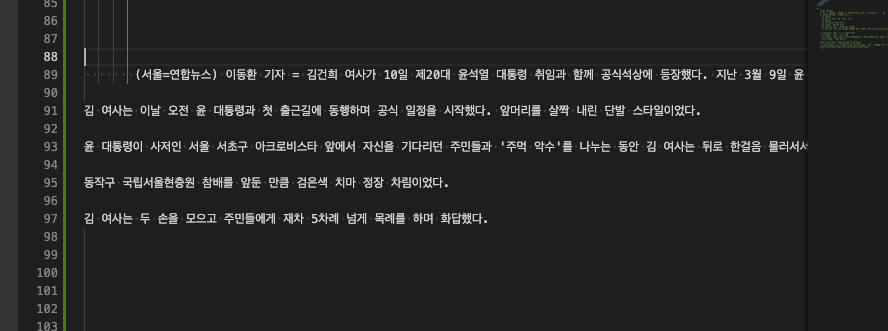 85
86
87
88
89 (서울=연합뉴스) 이동환 기자 = 김건희 여사가 10일 제20대 윤석열 대통령 취임과 함께 공식석상에 등장했다. 지난 3월 9일 윤
90
91 김 여사는 이날 오전 윤 대통령과 첫 출근길에 동행하며 공식 일정을 시작했다. 앞머리를 살짝 내린 단발 스타일이었다.
92
93 윤 대통령이 사저인 서울 서초구 아크로비스타 앞에서 자신을 기다리던 주민들과 '주먹 악수'를 나누는 동안 김 여사는 뒤로 한걸음 물러서서
94
95 동작구 국립서울현충원 참배를 앞둔 만큼 검은색 치마 정장 차림이었다.
96
97 김 여사는 두 손을 모으고 주민들에게 재차 5차례 넘게 목례를 하며 화답했다.
98
99
100
101
102
103